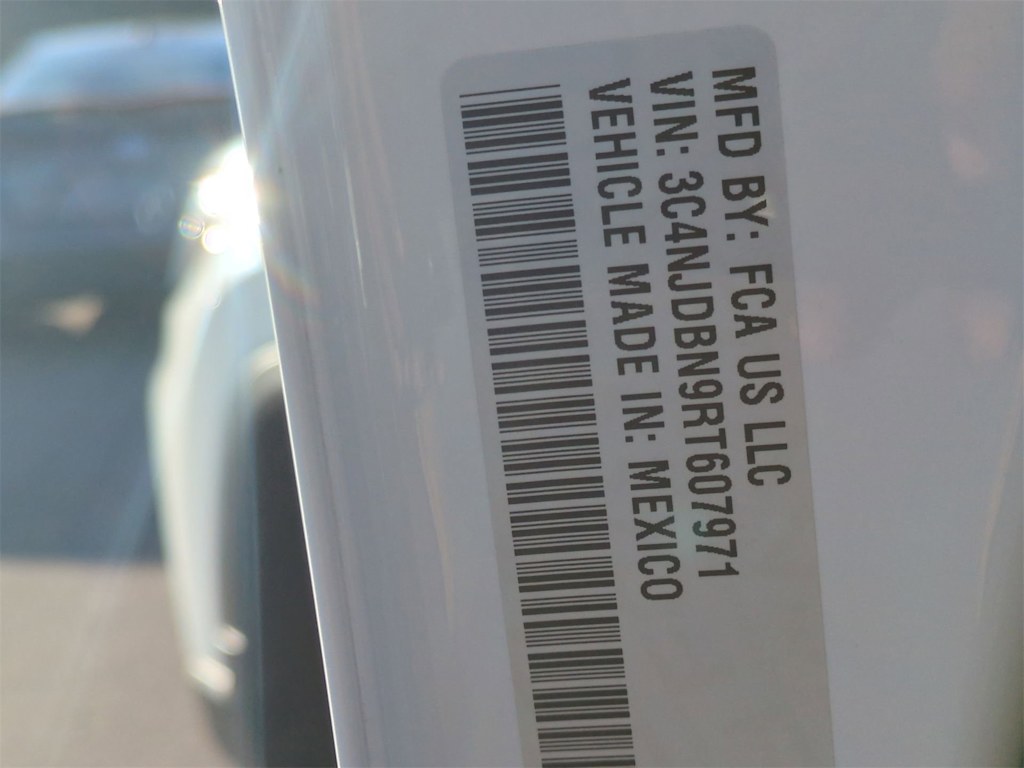 MFD BY: FCA US LLC
VIN: 3C4NJDBN9RT607971
VEHICLE MADE IN: MEXICO